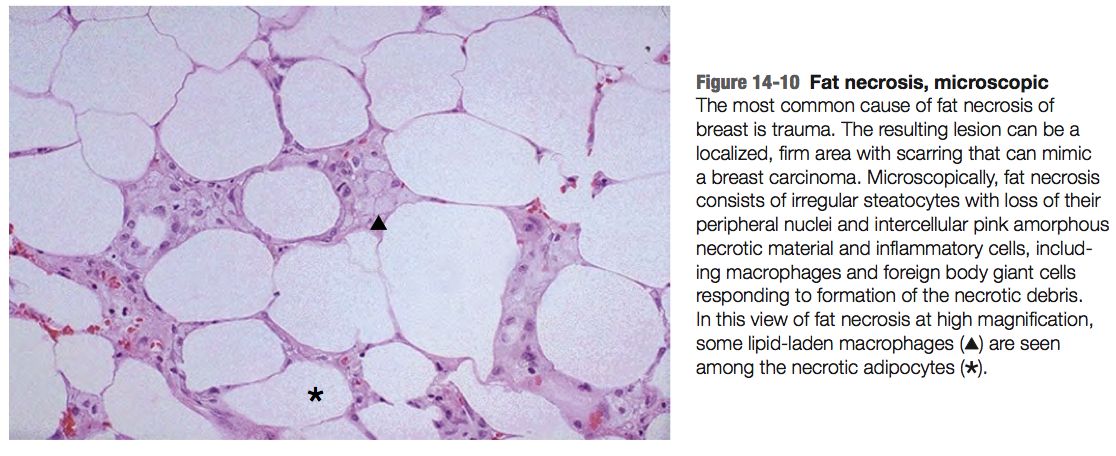 Figure 14-10 Fat necrosis, microscopic
The most common cause of fat necrosis of
breast is trauma. The resulting lesion can be a
localized, firm area with scarring that can mimic
a breast carcinoma. Microscopically, fat necrosis
consists of irregular steatocytes with loss of their
peripheral nuclei and intercellular pink amorphous
necrotic material and inflammatory cells, includ-
ing macrophages and foreign body giant cells
responding to formation of the necrotic debris.
In this view of fat necrosis at high magnification,
some lipid-laden macrophages (▲) are seen
among the necrotic adipocytes (*).